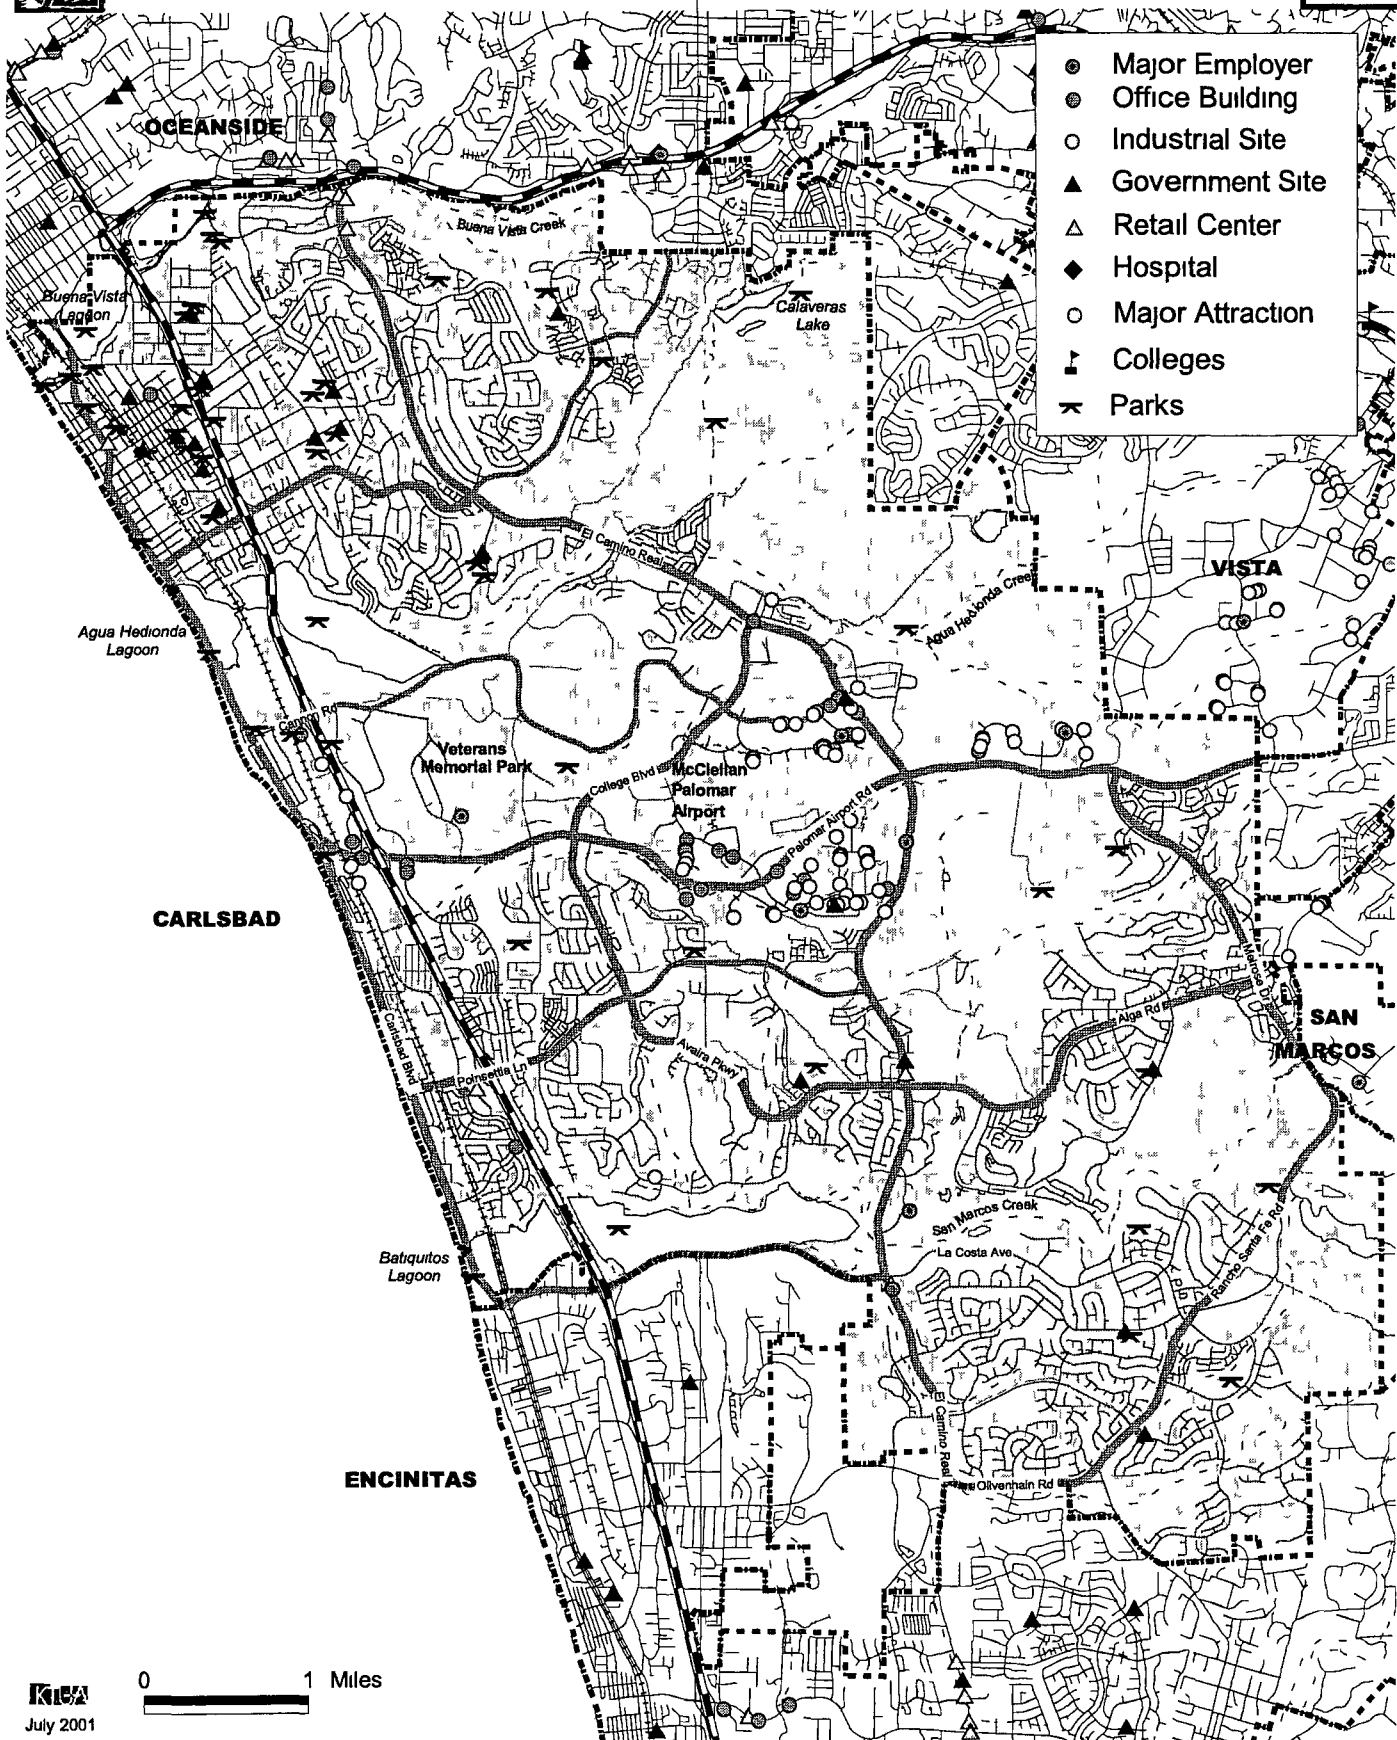 Major Employer
Office Building
Industrial Site
Government Site
Retail Center
Hospital
Major Attraction
Colleges
Parks
OCEANSIDE
Buena Vista Creek
Buena Vista
Lagoon
Calaveras
Lake
El Camino Real
VISTA
Agua Hedionda Creek
Agua Hedionda
Lagoon
Cannon Rd
Veterans
Memorial Park
College Blvd
McClellan
Palomar
Airport
Palomar Airport Rd
CARLSBAD
Melrose Dr
Alga Rd
SAN
MARCOS
Carlsbad Blvd
Poinsettia Ln
Avaira Pkwy
San Marcos Creek
La Costa Ave
Rancho Santa Fe Rd
Batiquitos
Lagoon
El Camino Real
Olivenhain Rd
ENCINITAS
0 1 Miles
KTU+A
July 2001